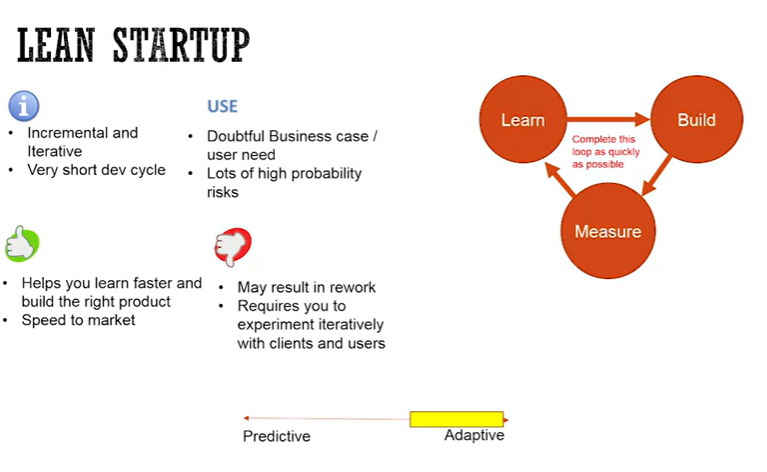 LEAN STARTUP
• Incremental and
Iterative
• Very short dev cycle
USE
• Doubtful Business case /
user need
• Lots of high probability
risks
• Helps you learn faster and
build the right product
• Speed to market
• May result in rework
• Requires you to
experiment iteratively
with clients and users
Learn
Build
Complete this
loop as quickly
as possible
Measure
Predictive
Adaptive